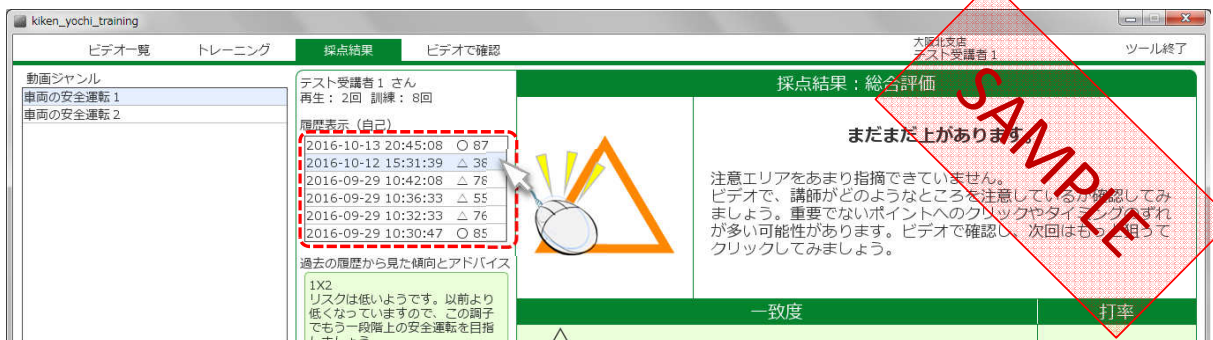 kiken_yochi_training
ビデオ一覧
トレーニング
採点結果
ビデオで確認
大阪北支店
テスト受講者1
ツール終了
動画ジャンル
車両の安全運転1
車両の安全運転2
テスト受講者1 さん
再生: 2回 訓練: 8回
履歴表示（自己）
2016-10-13 20:45:08 ○ 87
2016-10-12 15:31:39 △ 38
2016-09-29 10:42:08 △ 78
2016-09-29 10:36:33 △ 55
2016-09-29 10:32:33 △ 76
2016-09-29 10:30:47 ○ 85
過去の履歴から見た傾向とアドバイス
1X2
リスクは低いようです。以前より
低くなっていますので、この調子
でもう一段階上の安全運転を目指
しましょう
採点結果：総合評価
まだまだ上があります。
注意エリアをあまり指摘できていません。
ビデオで、講師がどのようなところを注意しているか確認してみ
ましょう。重要でないポイントへのクリックやタイミングのずれ
が多い可能性があります。ビデオで確認し、次回はもっと狙って
クリックしてみましょう。
一致度
打率
SAMPLE